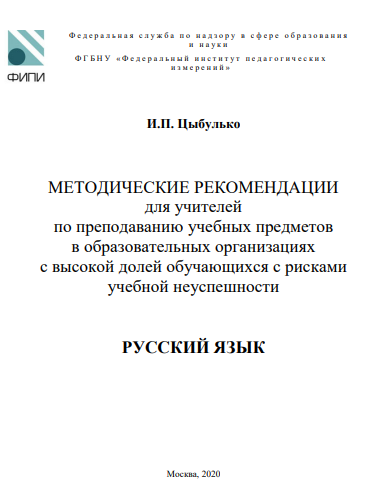 Федеральная служба по надзору в сфере образования
и науки
ФГБНУ «Федеральный институт педагогических
измерений»
ФИПИ
И.П. Цыбулько
МЕТОДИЧЕСКИЕ РЕКОМЕНДАЦИИ
для учителей
по преподаванию учебных предметов
в образовательных организациях
с высокой долей обучающихся с рисками
учебной неуспешности
РУССКИЙ ЯЗЫК
Москва, 2020